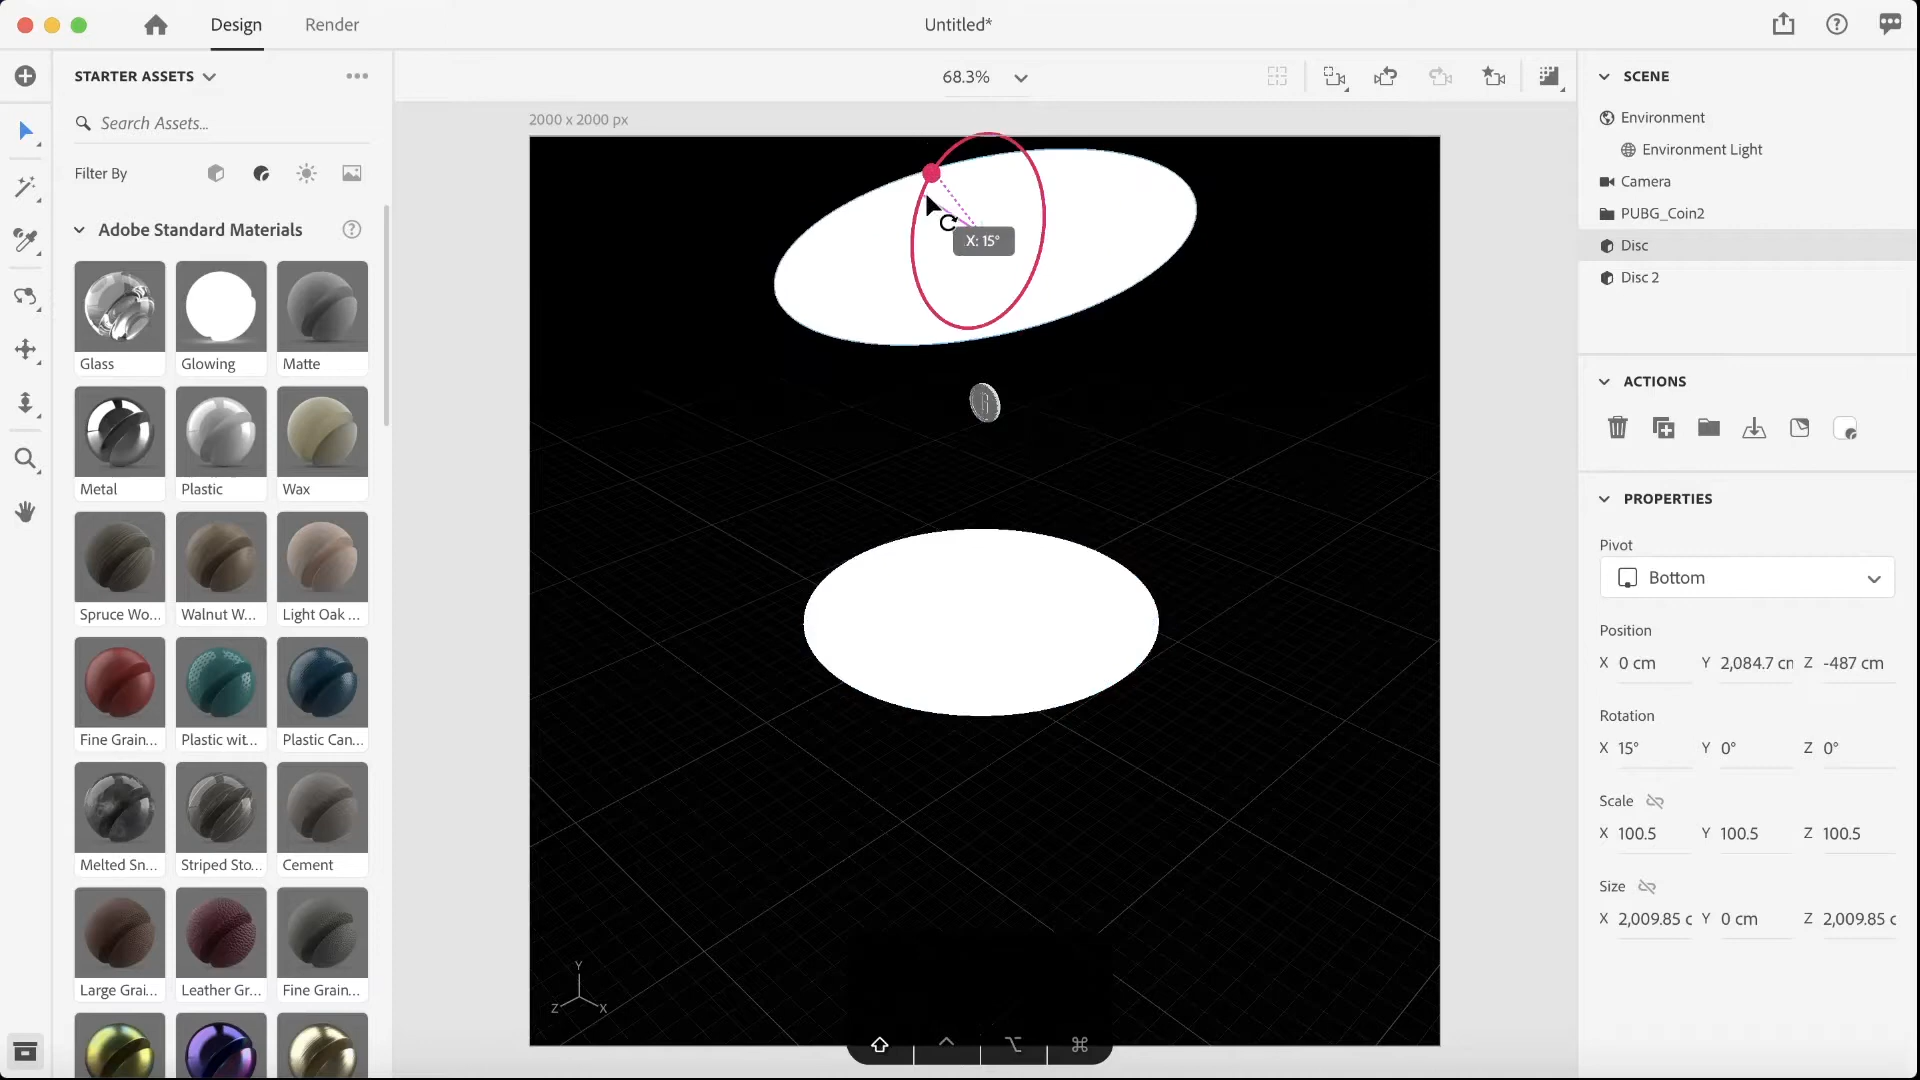 Design
Render
Untitled*
STARTER ASSETS
68.3%
SCENE
Search Assets...
2000 x 2000 px
Environment
Environment Light
Filter By
Camera
PUBG_Coin2
Adobe Standard Materials
X: 15°
Disc
Disc 2
Glass
Glowing
Matte
ACTIONS
Metal
Plastic
Wax
PROPERTIES
Pivot
Bottom
Spruce Wo...
Walnut W...
Light Oak ...
Position
X 0 cm Y 2,084.7 cm Z -487 cm
Rotation
Fine Grain...
Plastic wit...
Plastic Can...
X 15° Y 0° Z 0°
Scale
X 100.5 Y 100.5 Z 100.5
Melted Sn...
Striped Sto...
Cement
Size
X 2,009.85 c Y 0 cm Z 2,009.85 c
Large Grai...
Leather Gr...
Fine Grain...
Y
Z X